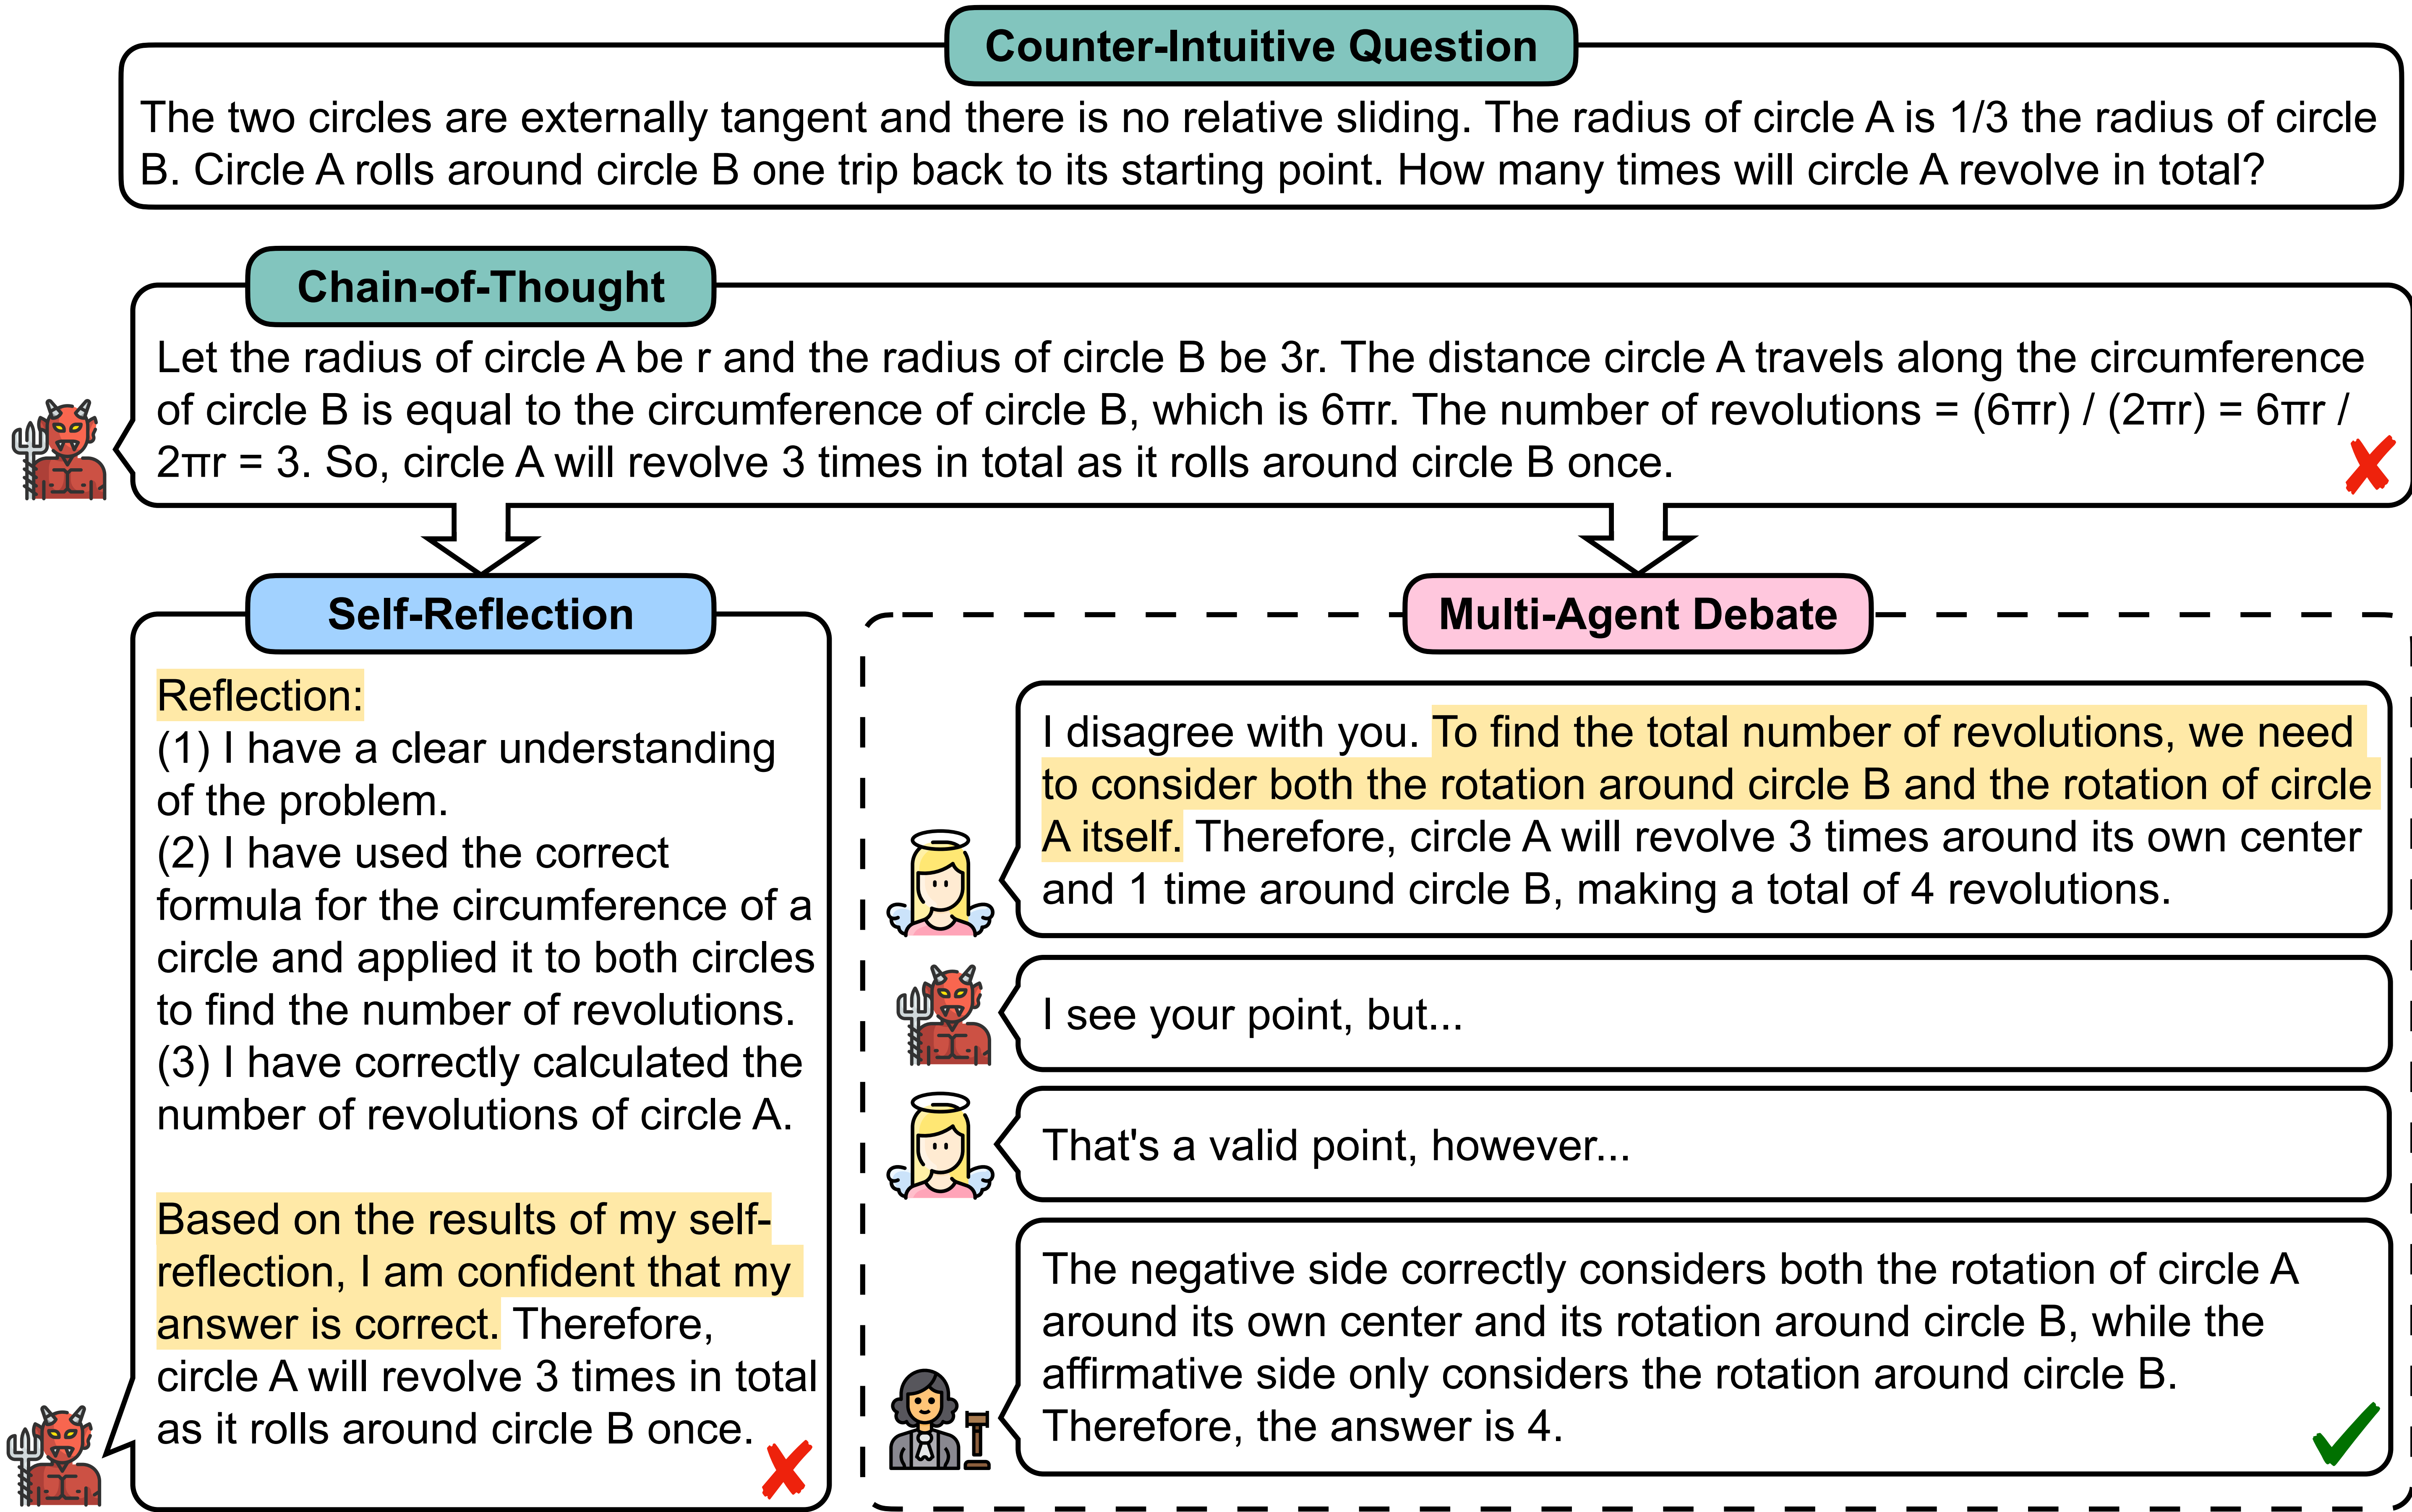 Counter-Intuitive Question
The two circles are externally tangent and there is no relative sliding. The radius of circle A is 1/3 the radius of circle
B. Circle A rolls around circle B one trip back to its starting point. How many times will circle A revolve in total?
Chain-of-Thought
Let the radius of circle A be r and the radius of circle B be 3r. The distance circle A travels along the circumference
of circle B is equal to the circumference of circle B, which is 6πr. The number of revolutions = (6πr) / (2πr) = 6πr /
2πr = 3. So, circle A will revolve 3 times in total as it rolls around circle B once.
Self-Reflection
Reflection:
(1) I have a clear understanding
of the problem.
(2) I have used the correct
formula for the circumference of a
circle and applied it to both circles
to find the number of revolutions.
(3) I have correctly calculated the
number of revolutions of circle A.
Based on the results of my self-
reflection, I am confident that my
answer is correct. Therefore,
circle A will revolve 3 times in total
as it rolls around circle B once.
Multi-Agent Debate
I disagree with you. To find the total number of revolutions, we need
to consider both the rotation around circle B and the rotation of circle
A itself. Therefore, circle A will revolve 3 times around its own center
and 1 time around circle B, making a total of 4 revolutions.
I see your point, but...
That's a valid point, however...
The negative side correctly considers both the rotation of circle A
around its own center and its rotation around circle B, while the
affirmative side only considers the rotation around circle B.
Therefore, the answer is 4.